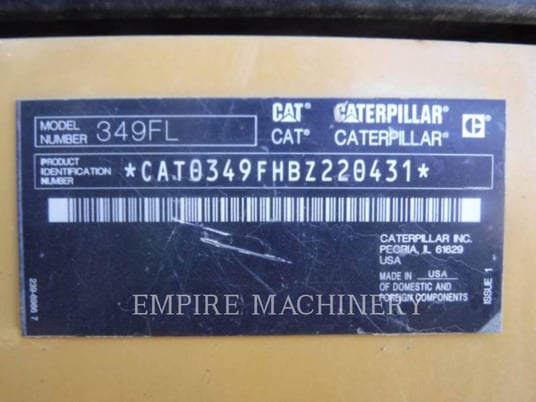 MODEL
NUMBER 349FL
CAT® CATERPILLAR®
CAT® CATERPILLAR®
C®
PRODUCT
IDENTIFICATION
NUMBER
*CAT0349FHBZ220431*
CATERPILLAR INC.
PEORIA, IL 61629
USA
MADE IN USA
OF DOMESTIC AND
FOREIGN COMPONENTS
ISSUE 1
EMPIRE MACHINERY